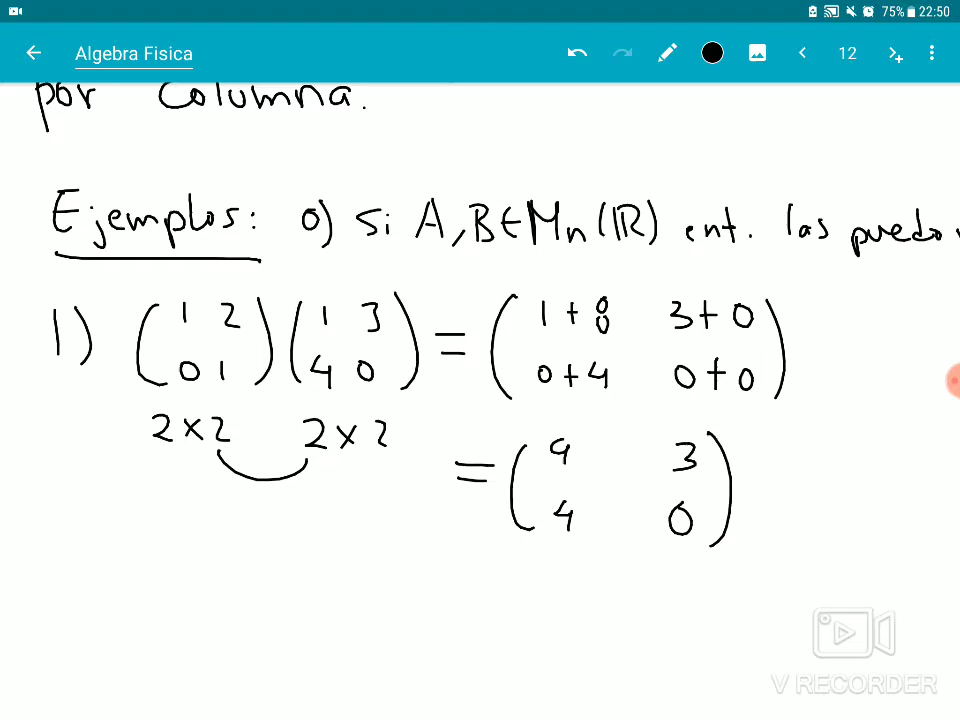 75% 22:50
Algebra Fisica
12
por columna.
Ejemplos: 0) Si A, B ∈ Mn (ℝ) ent. las puedo
1) (1 2) (1 3) = (1 + 8 3 + 0)
(0 1) (4 0) (0 + 4 0 + 0)
2 x 2 2 x 2
= (9 3)
(4 0)
V RECORDER